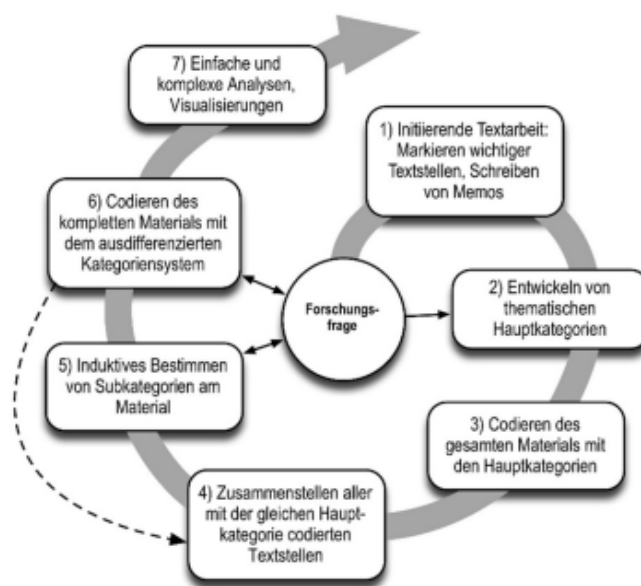 7) Einfache und
komplexe Analysen,
Visualisierungen
1) Initiierende Textarbeit:
Markieren wichtiger
Textstellen, Schreiben
von Memos
6) Codieren des
kompletten Materials mit
dem ausdifferenzierten
Kategoriensystem
Forschungs-
frage
2) Entwickeln von
thematischen
Hauptkategorien
5) Induktives Bestimmen
von Subkategorien am
Material
3) Codieren des
gesamten Materials mit
den Hauptkategorien
4) Zusammenstellen aller
mit der gleichen Haupt-
kategorie codierten
Textstellen